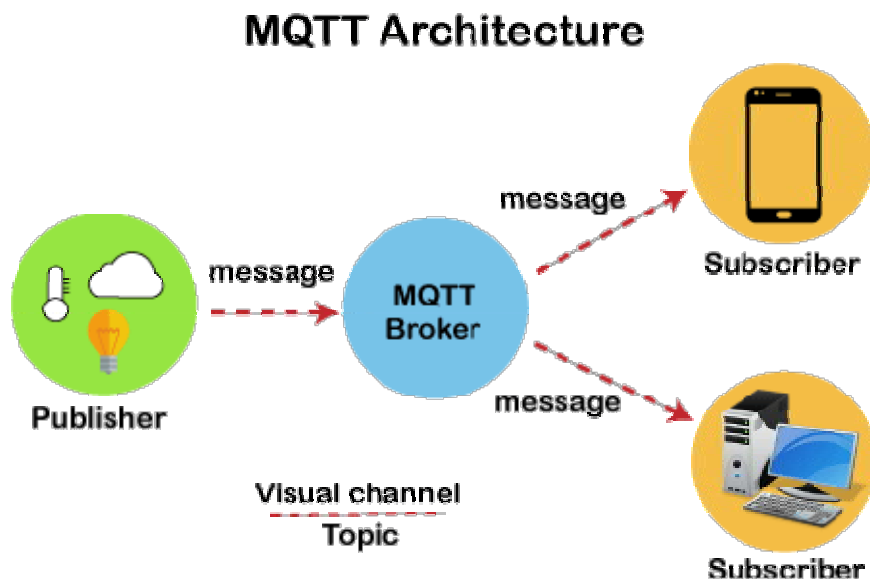 MQTT Architecture
message
Subscriber
message
MQTT
Broker
Publisher
message
Visual channel
Topic
Subscriber